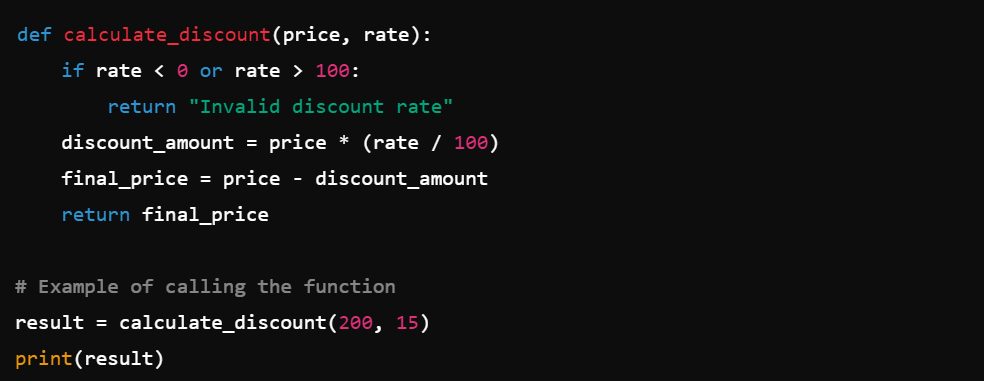 def calculate_discount(price, rate):
    if rate < 0 or rate > 100:
        return "Invalid discount rate"
    discount_amount = price * (rate / 100)
    final_price = price - discount_amount
    return final_price

# Example of calling the function
result = calculate_discount(200, 15)
print(result)